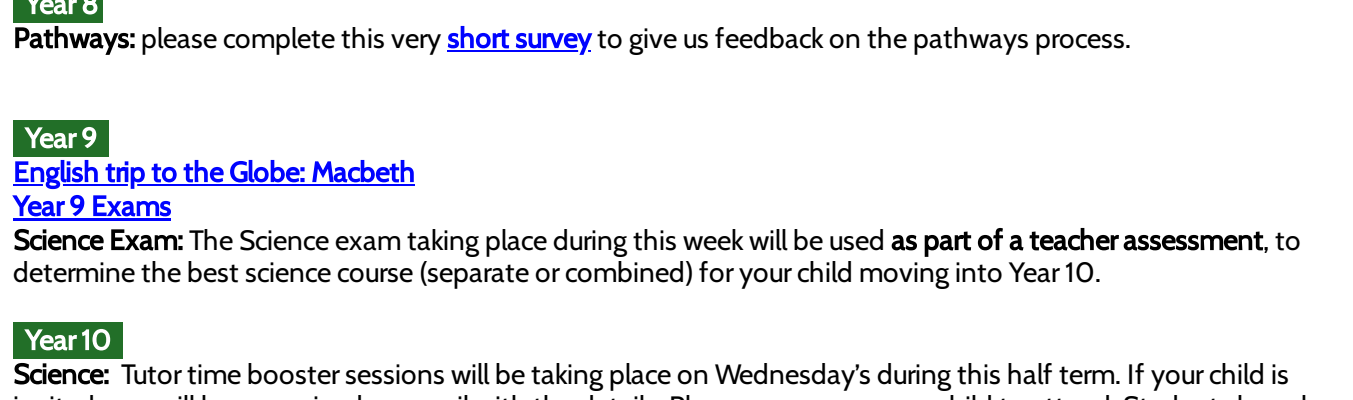 Year 8
Pathways: please complete this very short survey to give us feedback on the pathways process.
Year 9
English trip to the Globe: Macbeth
Year 9 Exams
Science Exam: The Science exam taking place during this week will be used as part of a teacher assessment, to
determine the best science course (separate or combined) for your child moving into Year 10.
Year 10
Science: Tutor time booster sessions will be taking place on Wednesday's during this half term. If your child is